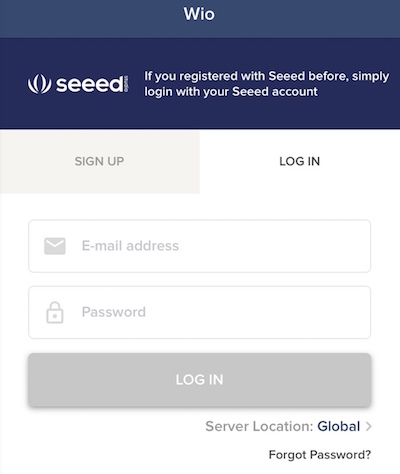 Wio
seeed
If you registered with Seeed before, simply
login with your Seeed account
SIGN UP
LOG IN
E-mail address
Password
LOG IN
Server Location: Global
Forgot Password?